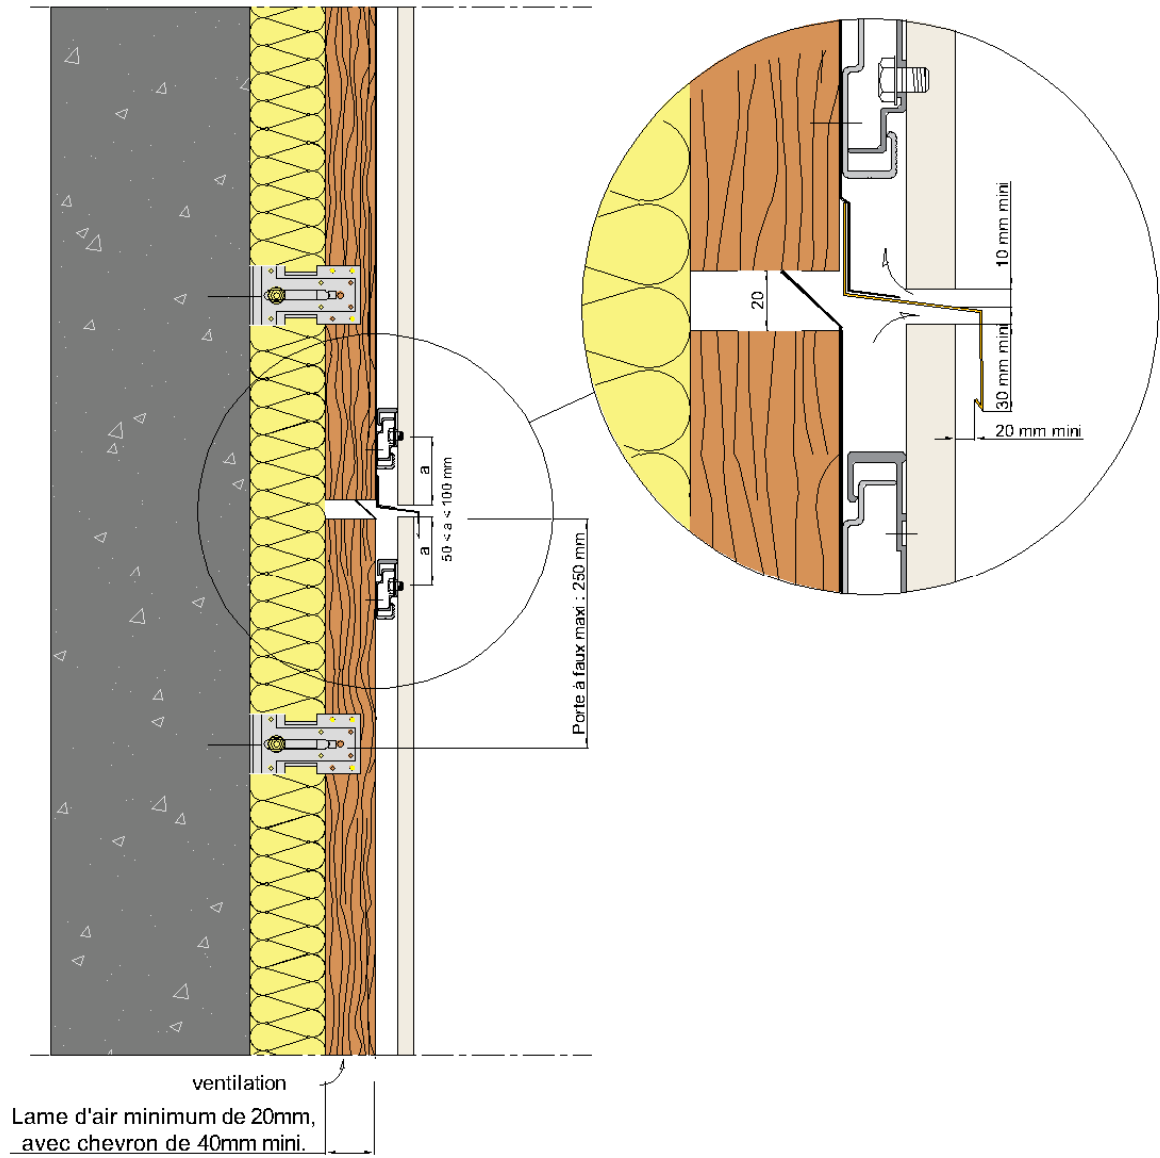 10 mm mini
20
30 mm mini
20 mm mini
a
50 < a < 100 mm
a
Porte à faux maxi : 250 mm
ventilation
Lame d'air minimum de 20mm,
avec chevron de 40mm mini.